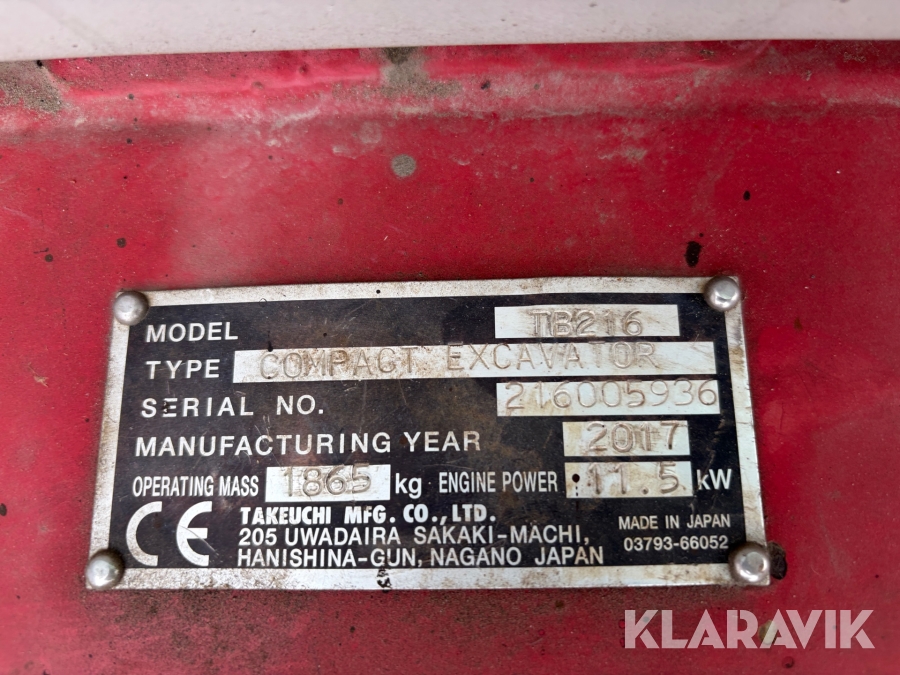 MODEL TB216
TYPE COMPACT EXCAVATOR
SERIAL NO. 216005936
MANUFACTURING YEAR 2017
OPERATING MASS 1865 kg ENGINE POWER 11.5 kW
CE TAKEUCHI MFG. CO., LTD.
205 UWADAIRA SAKAKI-MACHI,
HANISHINA-GUN, NAGANO JAPAN
MADE IN JAPAN
03793-66052
KLARAVIK